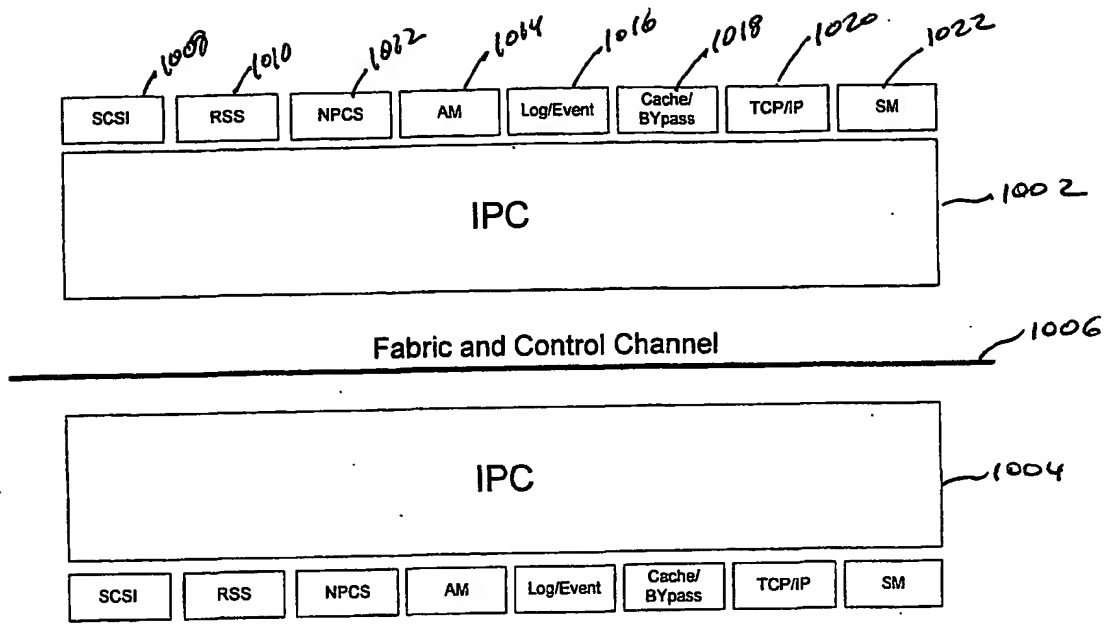 1008 1010 1012 1014 1016 1018 1020 1022
SCSI RSS NPCS AM Log/Event Cache/ BYpass TCP/IP SM
IPC 1002
Fabric and Control Channel 1006
IPC 1004
SCSI RSS NPCS AM Log/Event Cache/ BYpass TCP/IP SM